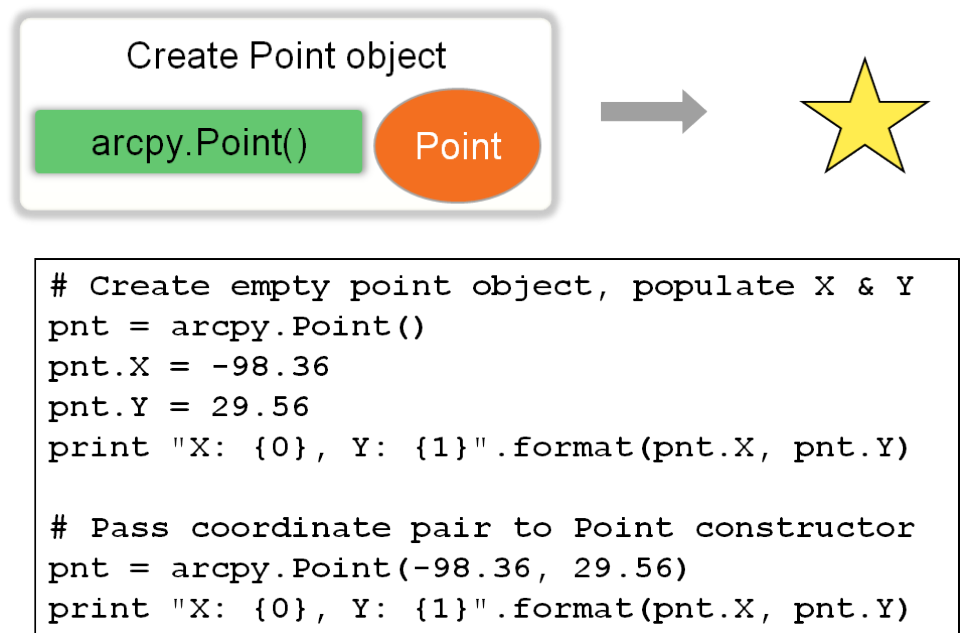 Create Point object
arcpy.Point()
Point
# Create empty point object, populate X & Y
pnt = arcpy.Point()
pnt.X = -98.36
pnt.Y = 29.56
print "X: {0}, Y: {1}".format(pnt.X, pnt.Y)
# Pass coordinate pair to Point constructor
pnt = arcpy.Point(-98.36, 29.56)
print "X: {0}, Y: {1}".format(pnt.X, pnt.Y)